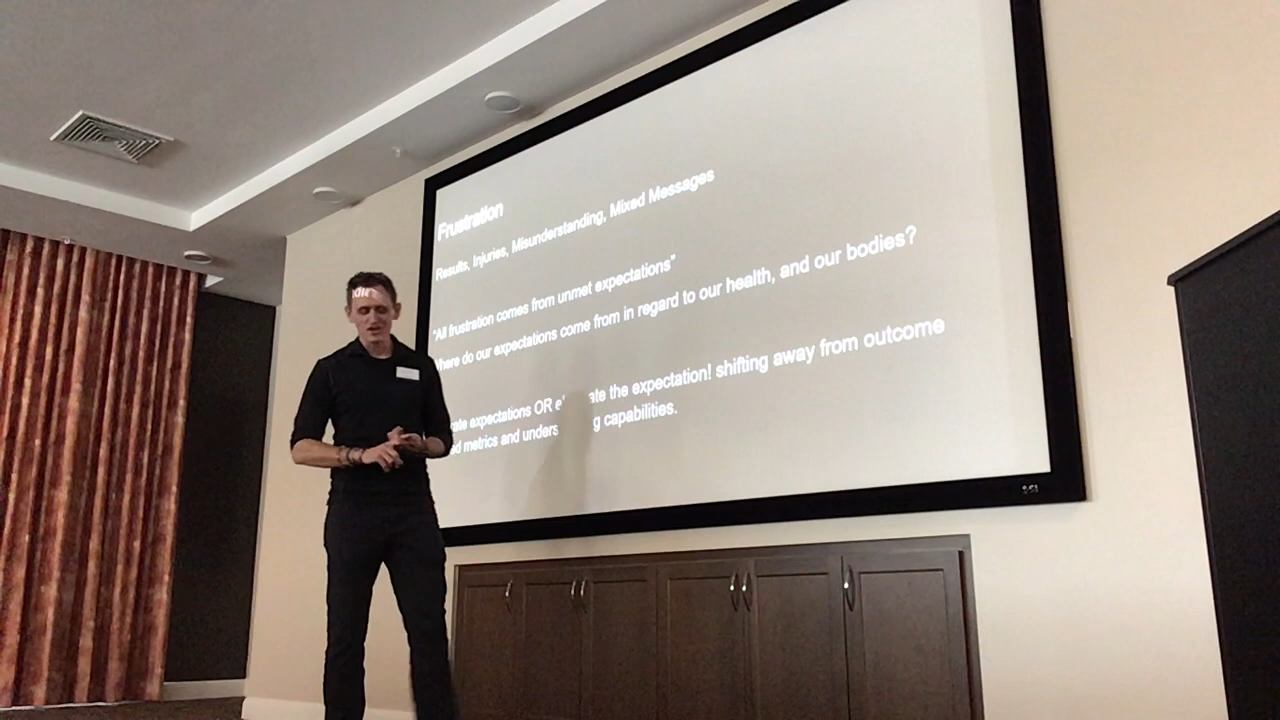 Frustration
Results, Injuries, Misunderstanding, Mixed Messages
"All frustration comes from unmet expectations"
here do our expectations come from in regard to our health, and our bodies?
expectations OR the expectation! shifting away from outcome
metrics and capabilities.